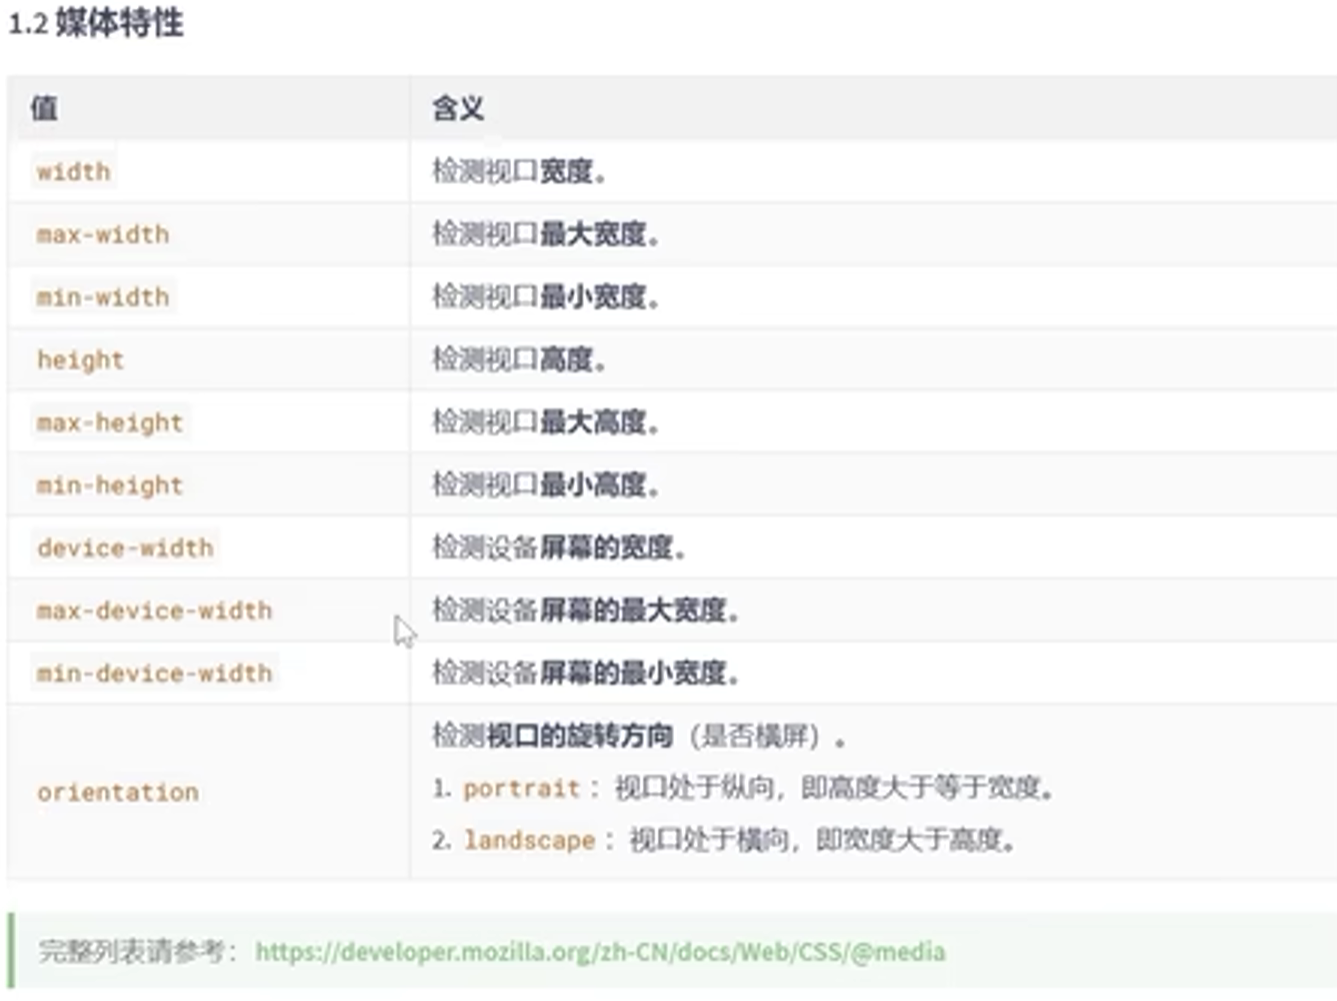 1.2 媒体特性
值 含义
width 检测视口宽度。
max-width 检测视口最大宽度。
min-width 检测视口最小宽度。
height 检测视口高度。
max-height 检测视口最大高度。
min-height 检测视口最小高度。
device-width 检测设备屏幕的宽度。
max-device-width 检测设备屏幕的最大宽度。
min-device-width 检测设备屏幕的最小宽度。
orientation 检测视口的旋转方向（是否横屏）。
1. portrait：视口处于纵向，即高度大于等于宽度。
2. landscape：视口处于横向，即宽度大于高度。
完整列表请参考：https://developer.mozilla.org/zh-CN/docs/Web/CSS/@media